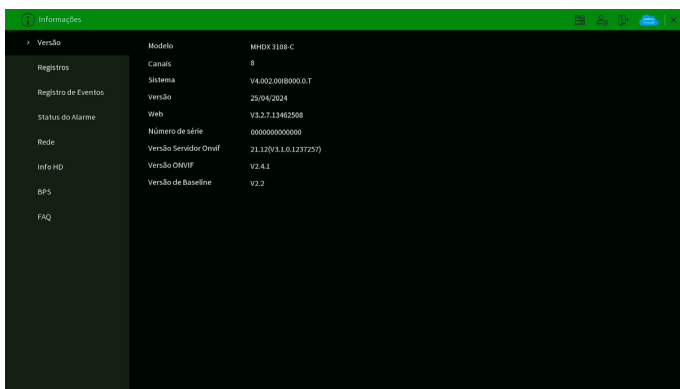 Informações
> Versão
Registros
Registro de Eventos
Status do Alarme
Rede
Info HD
BPS
FAQ
Modelo MHDX 3108-C
Canais 8
Sistema V4.002.00IB000.0.T
Versão 25/04/2024
Web V3.2.7.13462508
Número de série 0000000000000
Versão Servidor Onvif 21.12(V3.1.0.1237257)
Versão ONVIF V2.4.1
Versão de Baseline V2.2